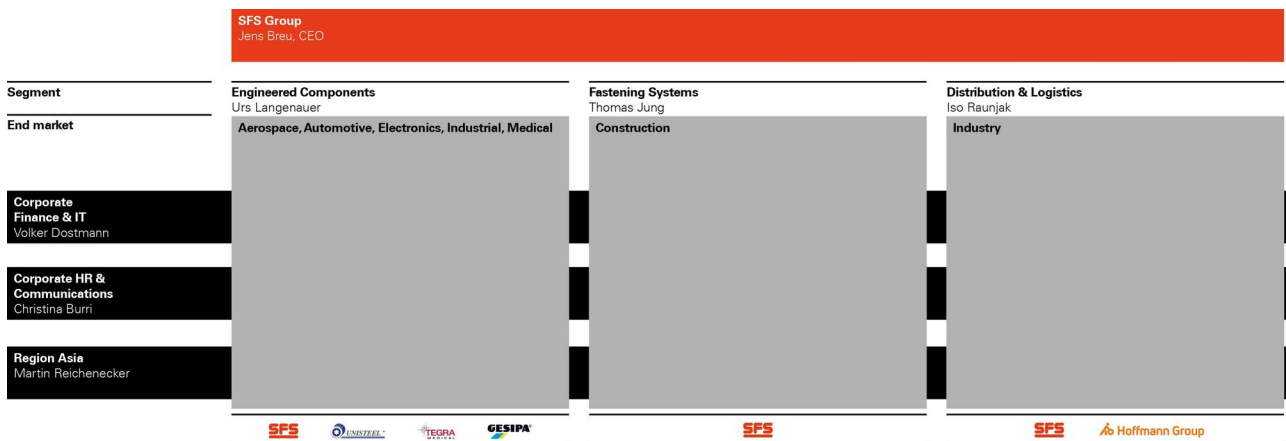 SFS Group
Jens Breu, CEO
Segment
Engineered Components
Urs Langenauer
Fastening Systems
Thomas Jung
Distribution & Logistics
Iso Raunjak
End market
Aerospace, Automotive, Electronics, Industrial, Medical
Construction
Industry
Corporate
Finance & IT
Volker Dostmann
Corporate HR &
Communications
Christina Burri
Region Asia
Martin Reichenecker
SFS
UNISTEEL
TEGRA
MEDICAL
GESIPA
SFS
SFS
Hoffmann Group